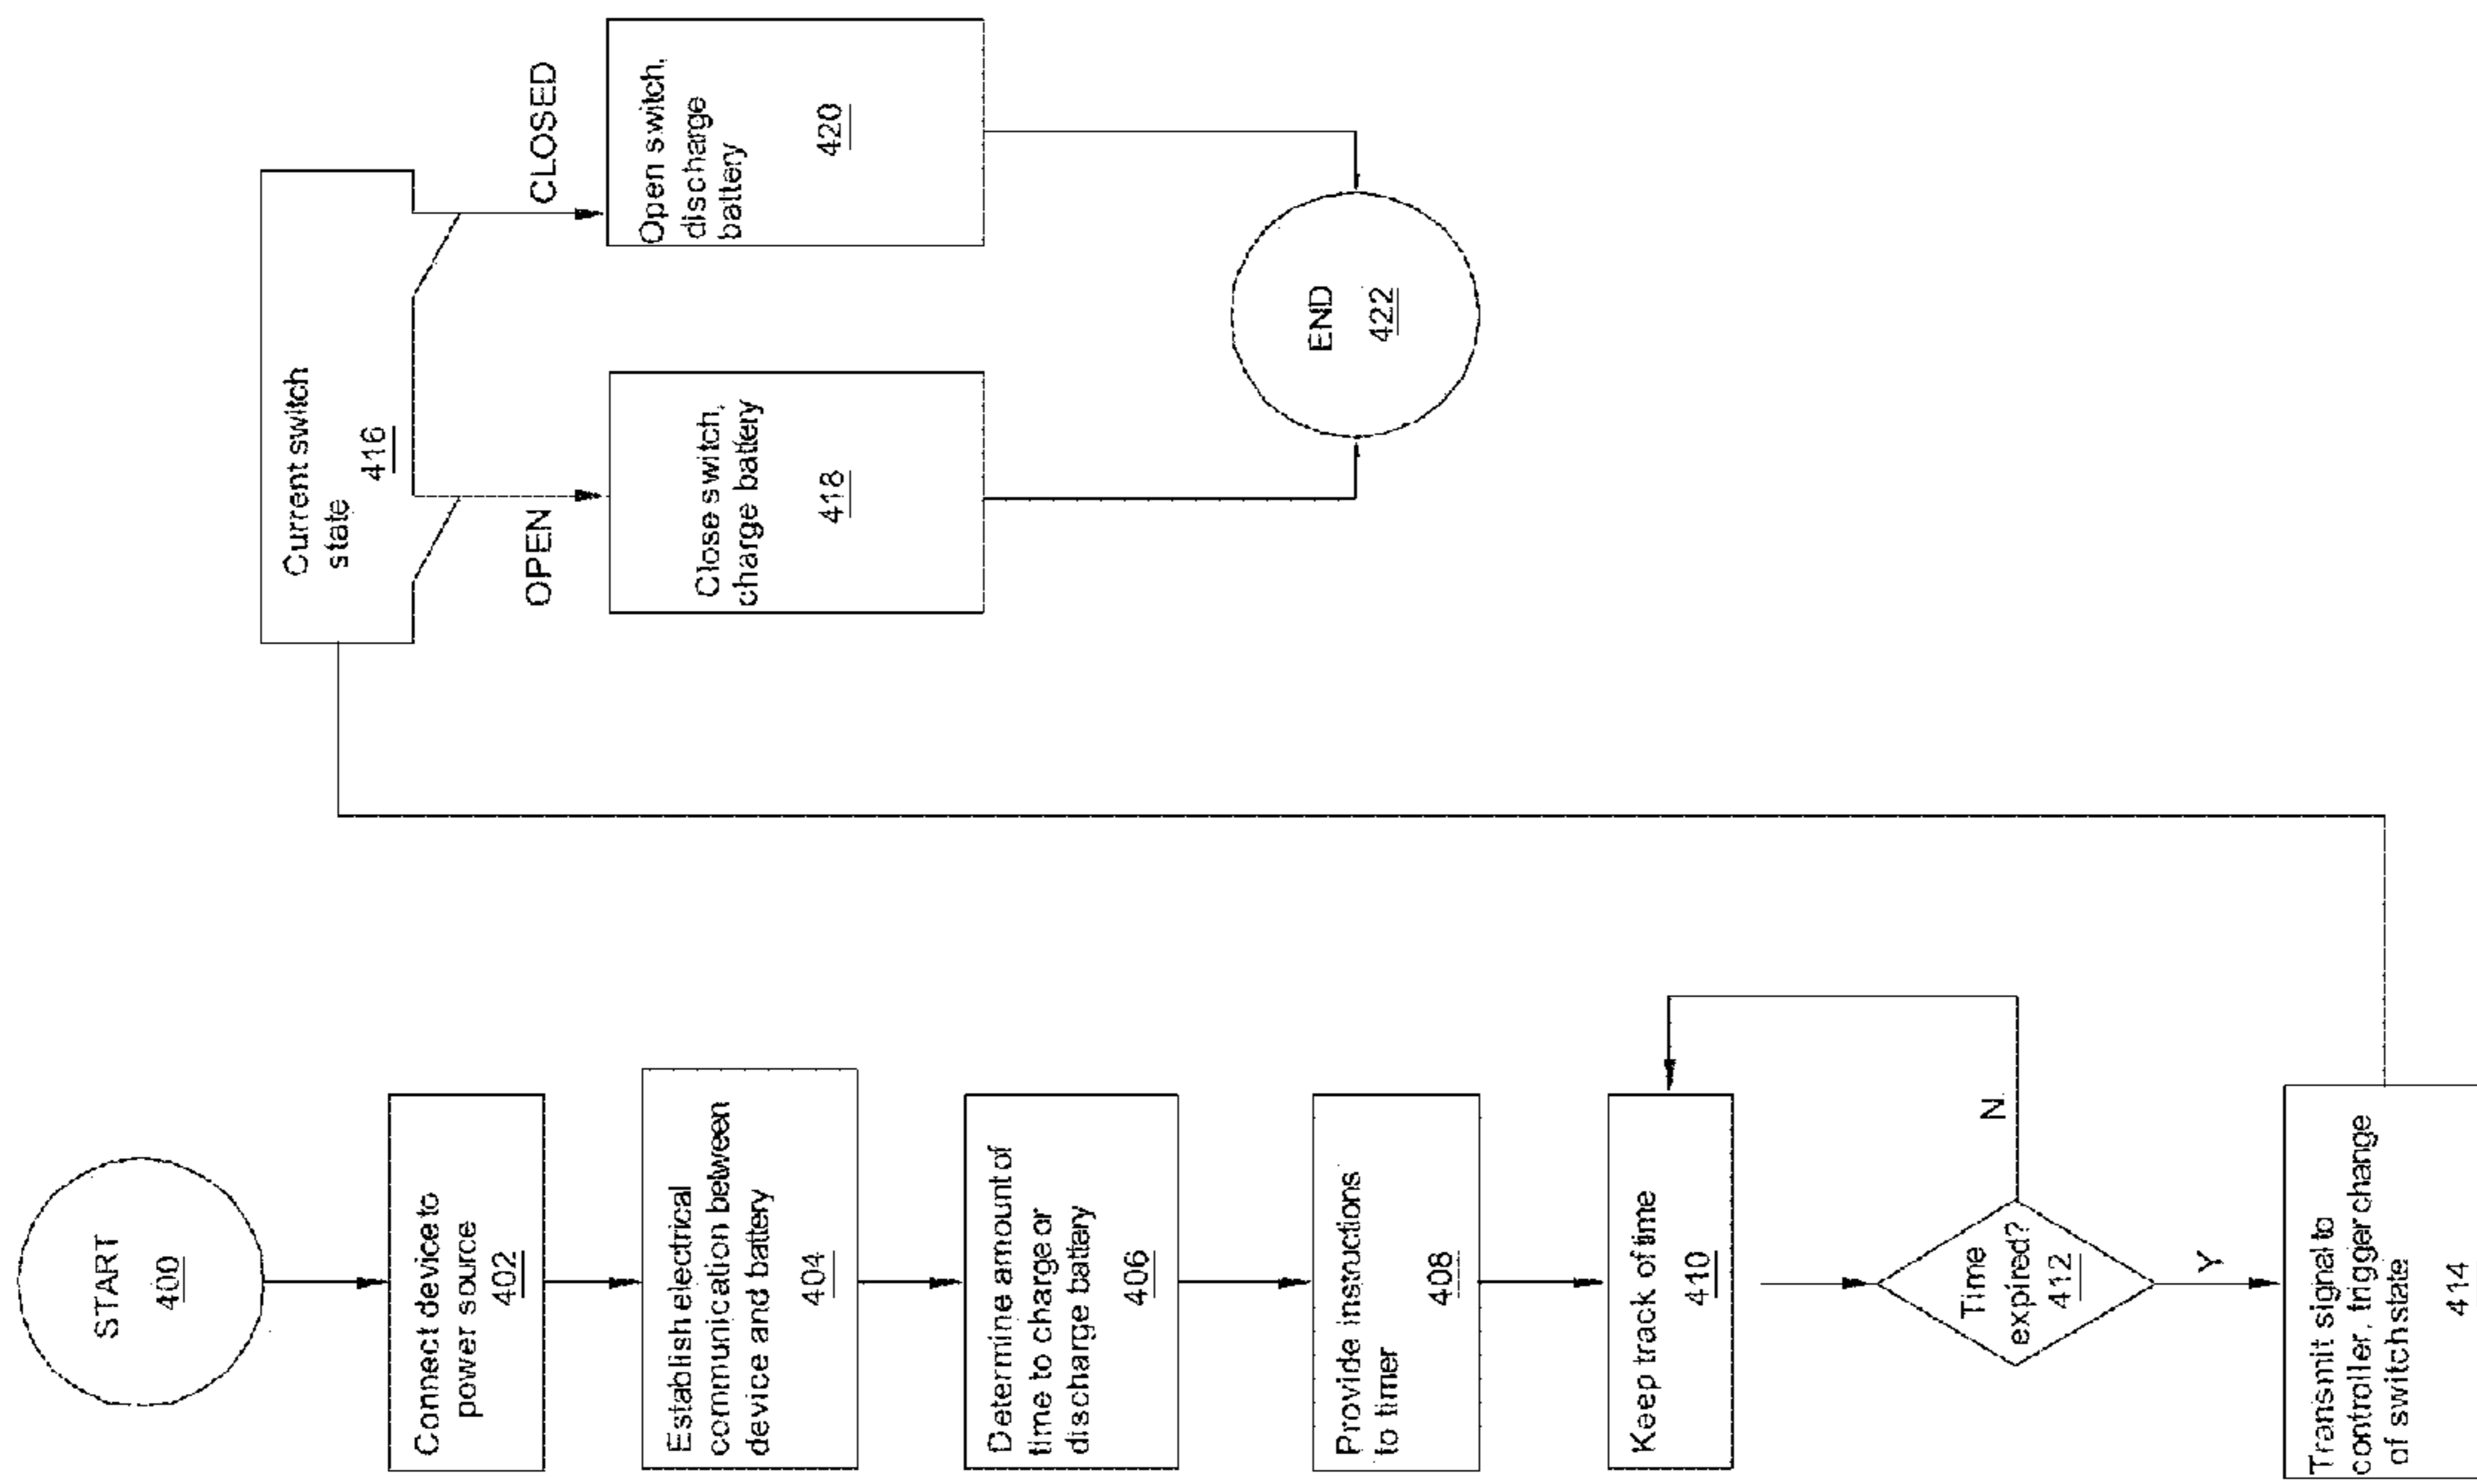 START
400
Connect device to
power source
402
Establish electrical
communication between
device and battery
404
Determine amount of
time to charge or
discharge battery
406
Provide instructions
to timer
408
Keep track of time
410
Time
expired?
412
N
Y
Transmit signal to
controller, trigger change
of switch state
414
Current switch
state
416
OPEN
CLOSED
Close switch,
charge battery
418
Open switch,
discharge
battery
420
END
422